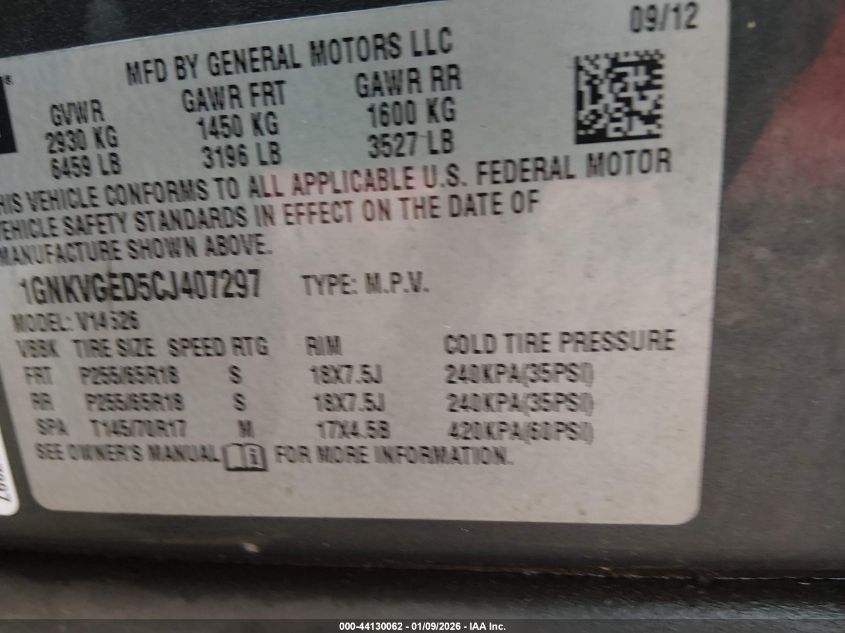 09/12
MFD BY GENERAL MOTORS LLC
GVWR GAWR FRT GAWR RR
2930 KG 1450 KG 1600 KG
6459 LB 3196 LB 3527 LB
HIS VEHICLE CONFORMS TO ALL APPLICABLE U.S. FEDERAL MOTOR
VEHICLE SAFETY STANDARDS IN EFFECT ON THE DATE OF
MANUFACTURE SHOWN ABOVE.
1GNKVGED5CJ407297 TYPE: M.P.V.
MODEL: V14526
VBBK TIRE SIZE SPEED RTG RIM COLD TIRE PRESSURE
FRT P255/65R18 S 18X7.5J 240KPA(35PSI)
RR P255/65R18 S 18X7.5J 240KPA(35PSI)
SPA T145/70R17 M 17X4.5B 420KPA(60PSI)
SEE OWNER'S MANUAL FOR MORE INFORMATION.
000-44130062 - 01/09/2026 - IAA Inc.